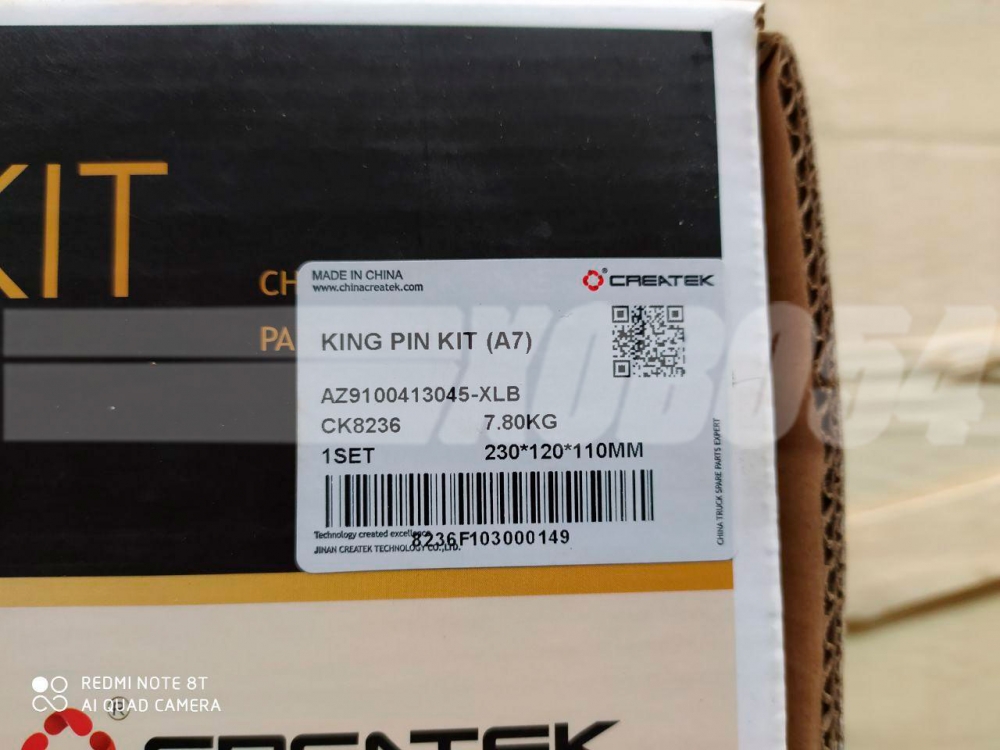 KIT
CH
PA
MADE IN CHINA
www.chinacreatek.com
CREATEK
KING PIN KIT (A7)
AZ9100413045-XLB
CK8236 7.80KG
1SET 230*120*110MM
8236F103000149
Technology created excellence
JINAN CREATEK TECHNOLOGY CO.,LTD.
CHINA TRUCK SPARE PARTS EXPERT
REDMI NOTE 8T
AI QUAD CAMERA
®
CREATEK